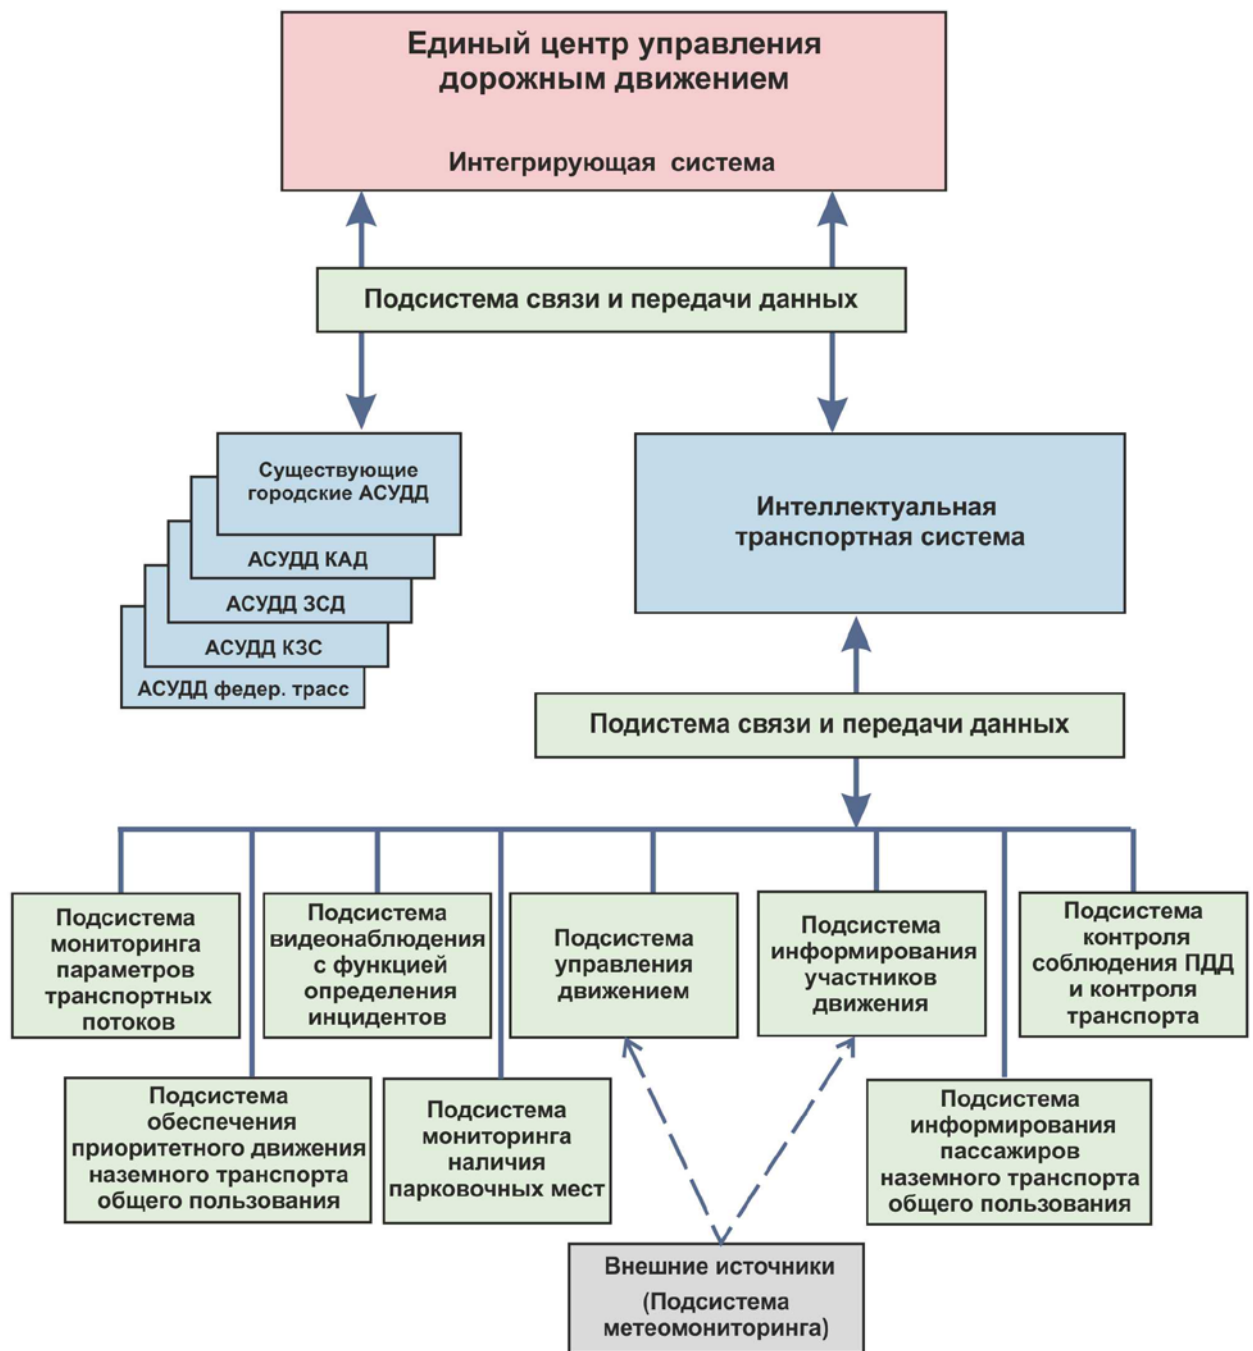 Единый центр управления
дорожным движением
Интегрирующая система
Подсистема связи и передачи данных
Существующие
городские АСУДД
АСУДД КАД
АСУДД ЗСД
АСУДД КЗС
АСУДД федер. трасс
Интеллектуальная
транспортная система
Подистема связи и передачи данных
Подсистема
мониторинга
параметров
транспортных
потоков
Подсистема
видеонаблюдения
с функцией
определения
инцидентов
Подсистема
управления
движением
Подсистема
информирования
участников
движения
Подсистема
контроля
соблюдения ПДД
и контроля
транспорта
Подсистема
обеспечения
приоритетного движения
наземного транспорта
общего пользования
Подсистема
мониторинга
наличия
парковочных мест
Подсистема
информирования
пассажиров
наземного транспорта
общего пользования
Внешние источники
(Подсистема
метеомониторинга)